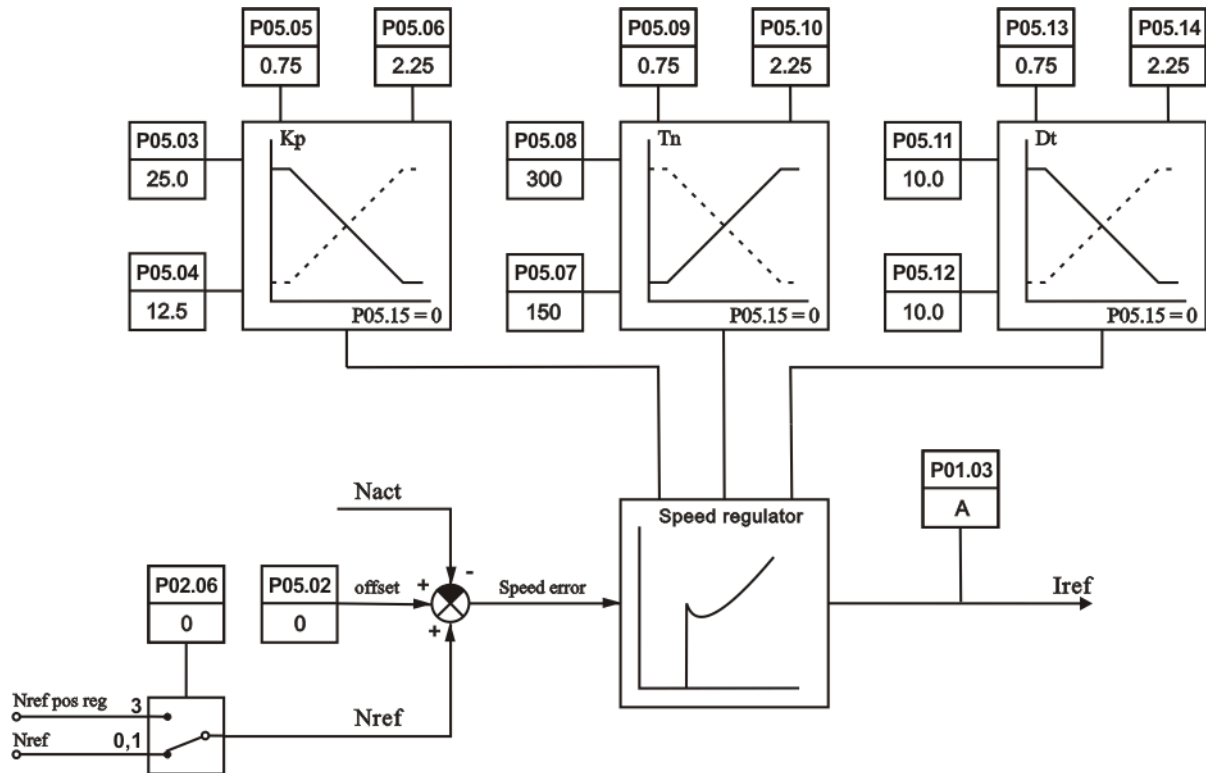 P05.05 P05.06 P05.09 P05.10 P05.13 P05.14
0.75 2.25 0.75 2.25 0.75 2.25
P05.03 Kp P05.08 Tn P05.11 Dt
25.0 300 10.0
P05.04 P05.07 P05.12
12.5 150 10.0
P05.15 = 0 P05.15 = 0 P05.15 = 0
P01.03
A
Nact
Speed regulator
P02.06 P05.02 offset + - Speed error Iref
0 0 +
Nref pos reg 3
Nref 0,1
Nref